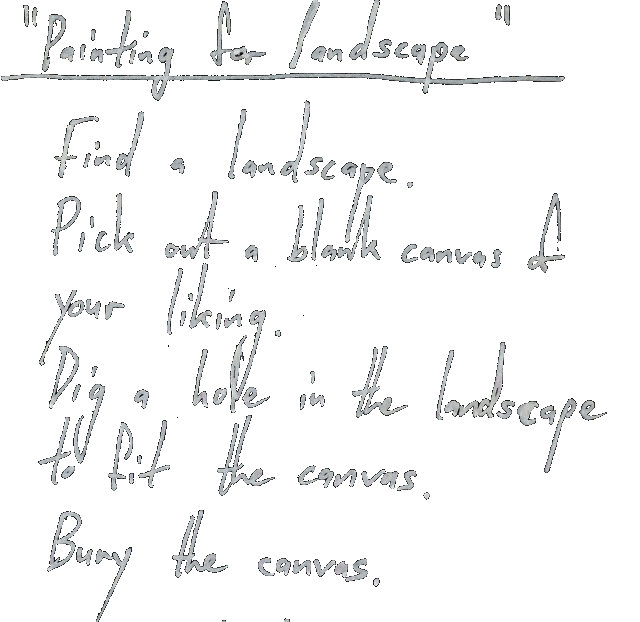 "Painting for landscape"
Find a landscape.
Pick out a blank canvas of
your liking.
Dig a hole in the landscape
to fit the canvas.
Bury the canvas.